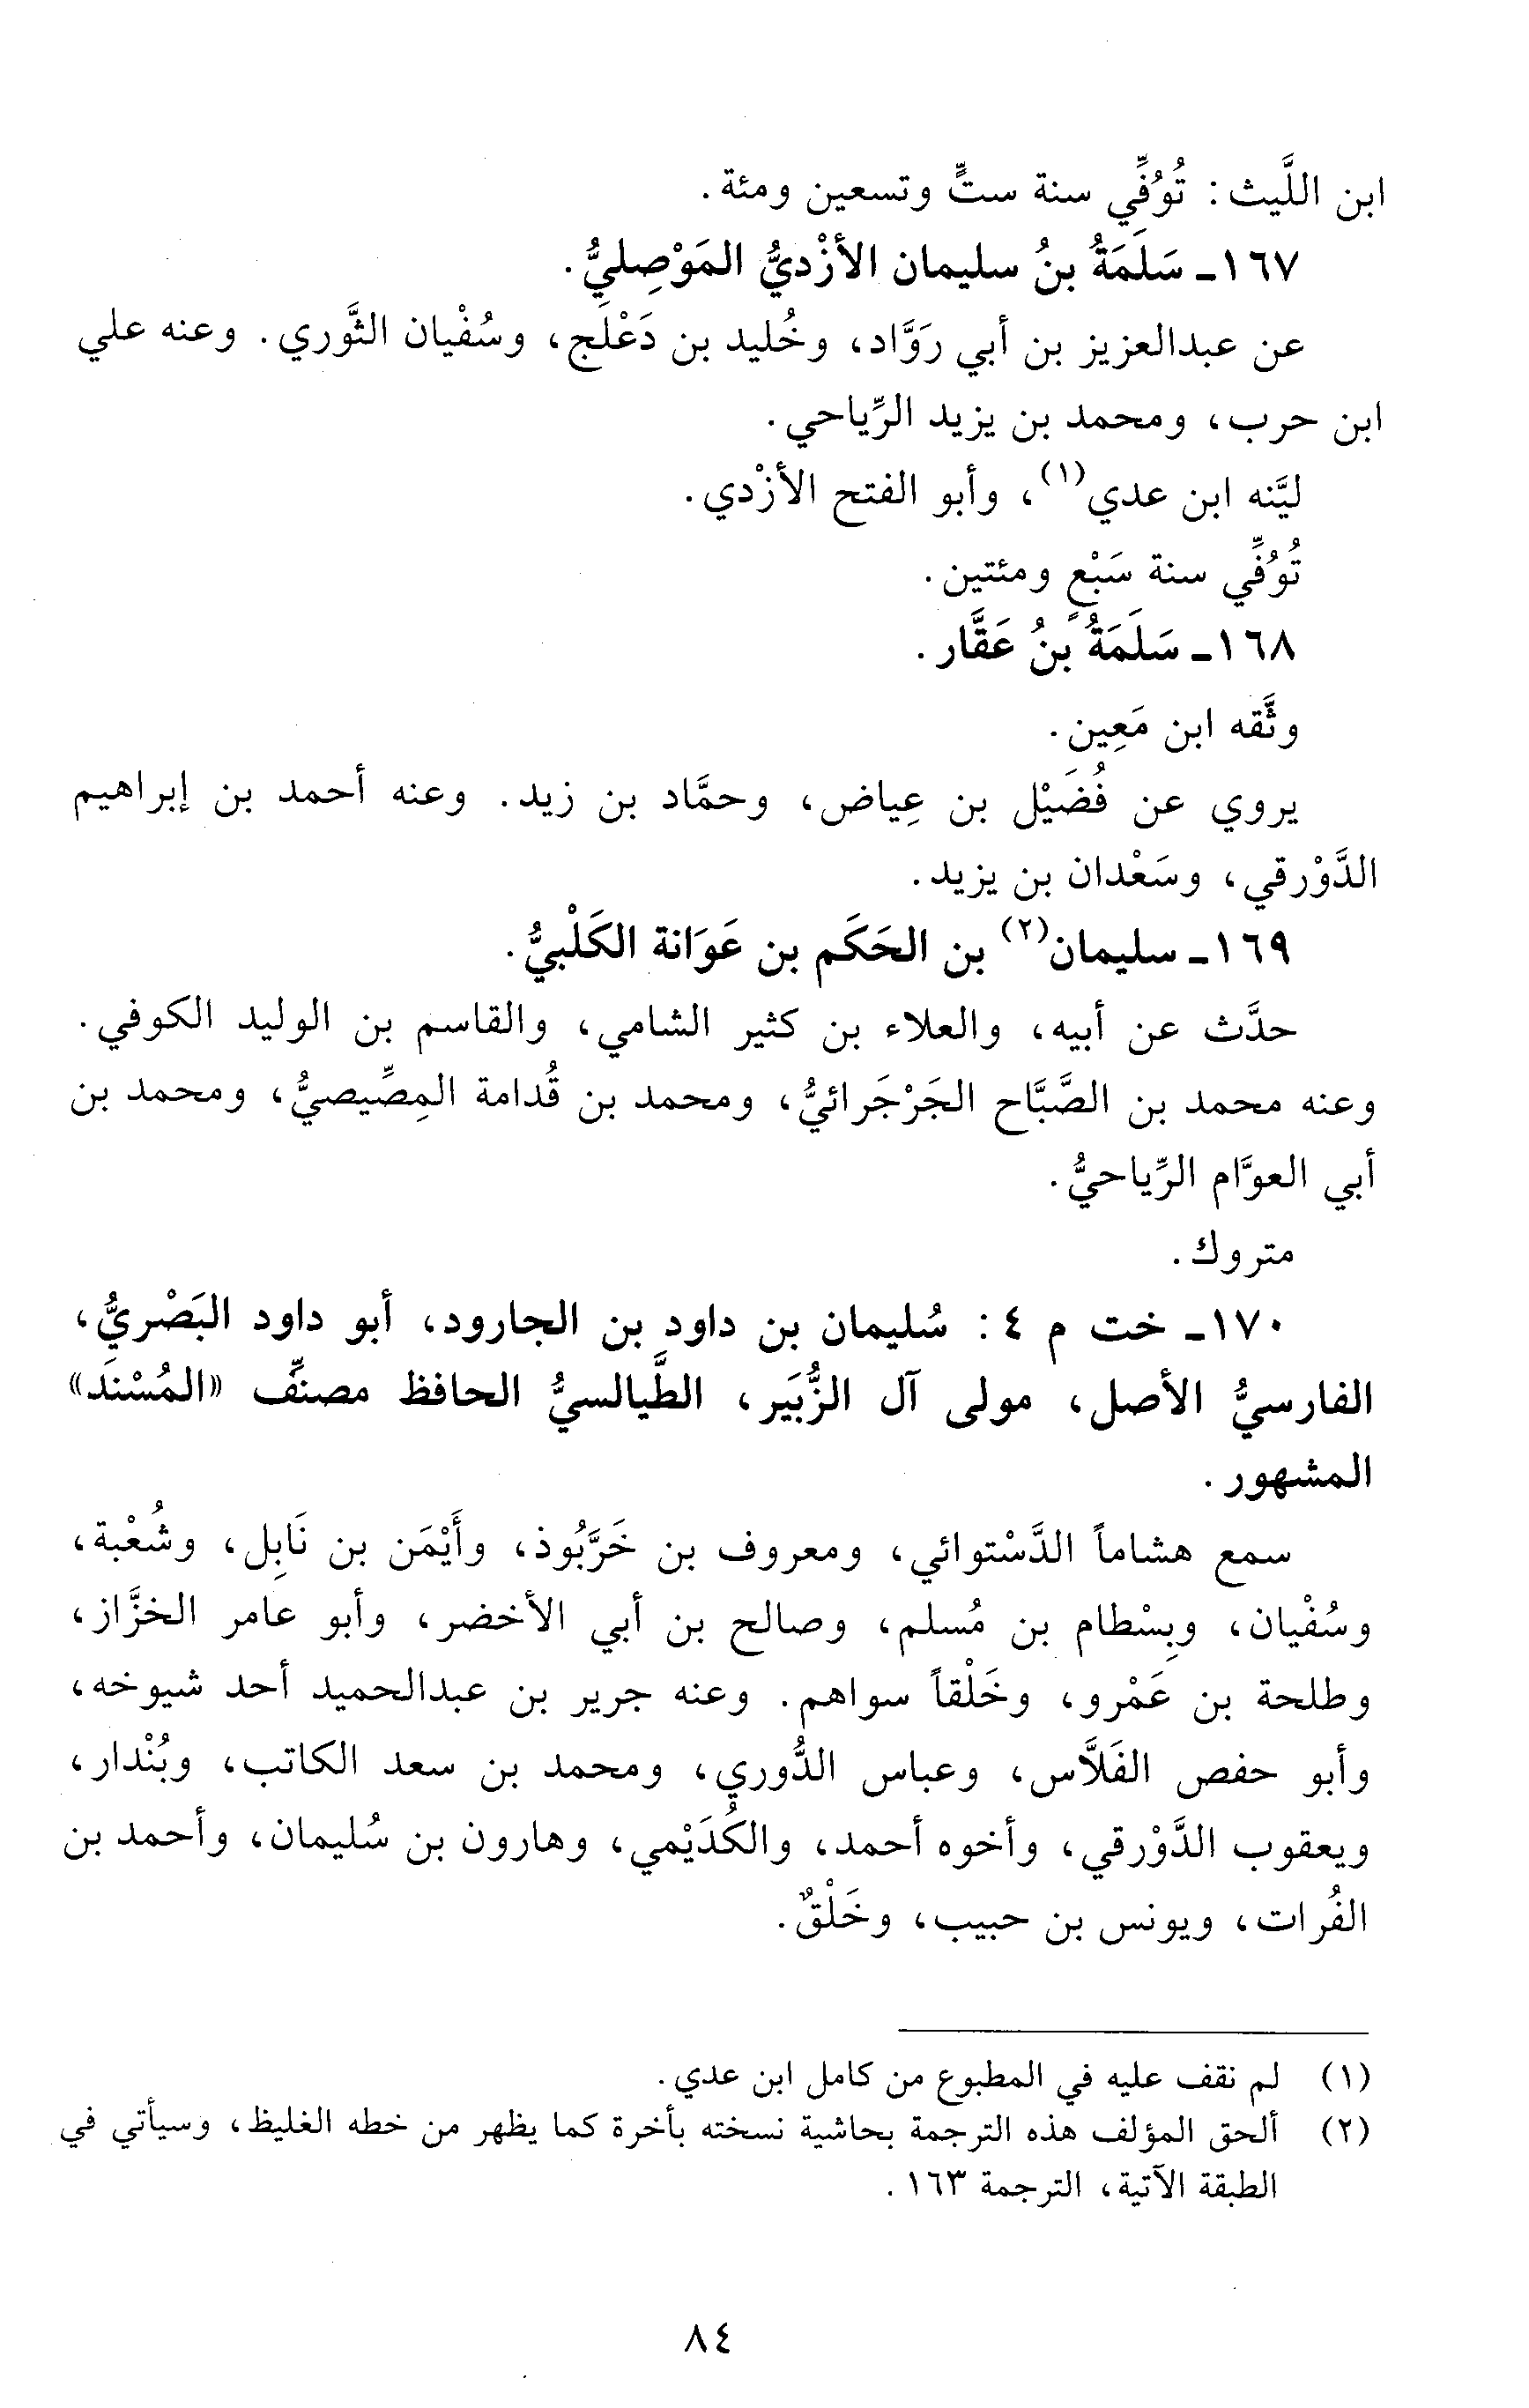 ابن اللَّيث: تُوُفِّي سنة ستٍّ وتسعين ومئة.
١٦٧ـ سَلَمَةُ بنُ سليمان الأزْديُّ المَوْصِليُّ.
عن عبدالعزيز بن أبي رَوَّاد، وخُليد بن دَعْلَج، وسُفْيان الثَّوري. وعنه علي
ابن حرب، ومحمد بن يزيد الرِّياحي.
ليَّنه ابن عدي(١)، وأبو الفتح الأزْدي.
تُوُفِّي سنة سَبْعٍ ومئتين.
١٦٨ـ سَلَمَةُ بنُ عَقَّار.
وثَّقه ابن مَعِين.
يروي عن فُضَيْل بن عِياض، وحمَّاد بن زيد. وعنه أحمد بن إبراهيم
الدَّوْرقي، وسَعْدان بن يزيد.
١٦٩ـ سليمان(٢) بن الحَكَم بن عَوَانة الكَلْبيُّ.
حدَّث عن أبيه، والعلاء بن كثير الشامي، والقاسم بن الوليد الكوفي.
وعنه محمد بن الصَّبَّاح الجَرْجَرائيُّ، ومحمد بن قُدامة المِصِّيصيُّ، ومحمد بن
أبي العوَّام الرِّياحيُّ.
متروك.
١٧٠ـ خت م ٤: سُليمان بن داود بن الجارود، أبو داود البَصْريُّ،
الفارسيُّ الأصل، مولى آل الزُّبَير، الطَّيالسيُّ الحافظ مصنِّف «المُسْنَد»
المشهور.
سمع هشاماً الدَّسْتوائي، ومعروف بن خَرَّبُوذ، وأَيْمَن بن نَابِل، وشُعْبة،
وسُفْيان، وبِسْطام بن مُسلم، وصالح بن أبي الأخضر، وأبو عامر الخزَّاز،
وطلحة بن عَمْرو، وخَلْقاً سواهم. وعنه جرير بن عبدالحميد أحد شيوخه،
وأبو حفص الفَلَّاس، وعباس الدُّوري، ومحمد بن سعد الكاتب، وبُنْدار،
ويعقوب الدَّوْرقي، وأخوه أحمد، والكُدَيْمي، وهارون بن سُليمان، وأحمد بن
الفُرات، ويونس بن حبيب، وخَلْقٌ.
(١) لم نقف عليه في المطبوع من كامل ابن عدي.
(٢) ألحق المؤلف هذه الترجمة بحاشية نسخته بأخرة كما يظهر من خطه الغليظ، وسيأتي في
الطبقة الآتية، الترجمة ١٦٣.
٨٤